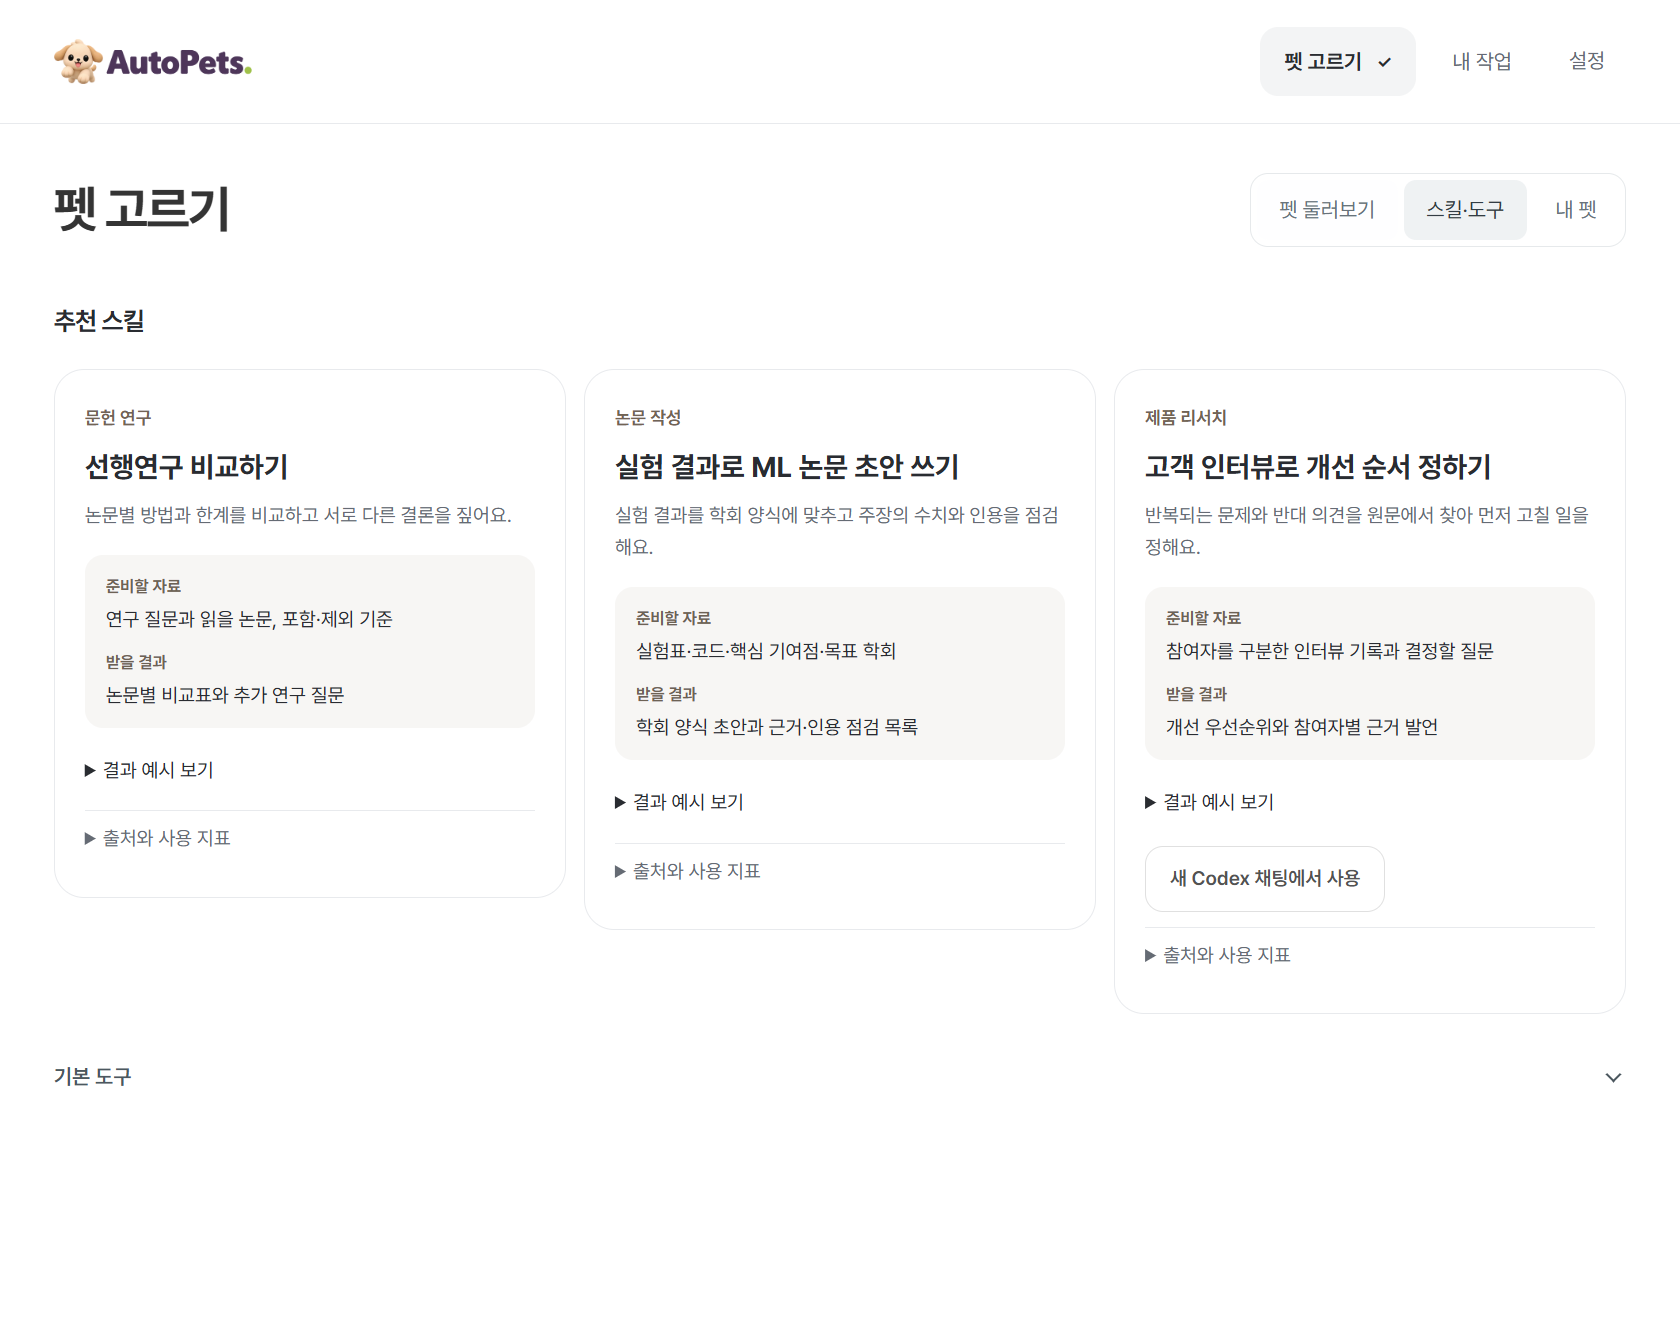 AutoPets.
펫 고르기
내 작업
설정
펫 고르기
펫 둘러보기
스킬·도구
내 펫
추천 스킬
문헌 연구
선행연구 비교하기
논문별 방법과 한계를 비교하고 서로 다른 결론을 짚어요.
준비할 자료
연구 질문과 읽을 논문, 포함·제외 기준
받을 결과
논문별 비교표와 추가 연구 질문
결과 예시 보기
출처와 사용 지표
논문 작성
실험 결과로 ML 논문 초안 쓰기
실험 결과를 학회 양식에 맞추고 주장의 수치와 인용을 점검
해요.
준비할 자료
실험표·코드·핵심 기여점·목표 학회
받을 결과
학회 양식 초안과 근거·인용 점검 목록
결과 예시 보기
출처와 사용 지표
제품 리서치
고객 인터뷰로 개선 순서 정하기
반복되는 문제와 반대 의견을 원문에서 찾아 먼저 고칠 일을
정해요.
준비할 자료
참여자를 구분한 인터뷰 기록과 결정할 질문
받을 결과
개선 우선순위와 참여자별 근거 발언
결과 예시 보기
새 Codex 채팅에서 사용
출처와 사용 지표
기본 도구